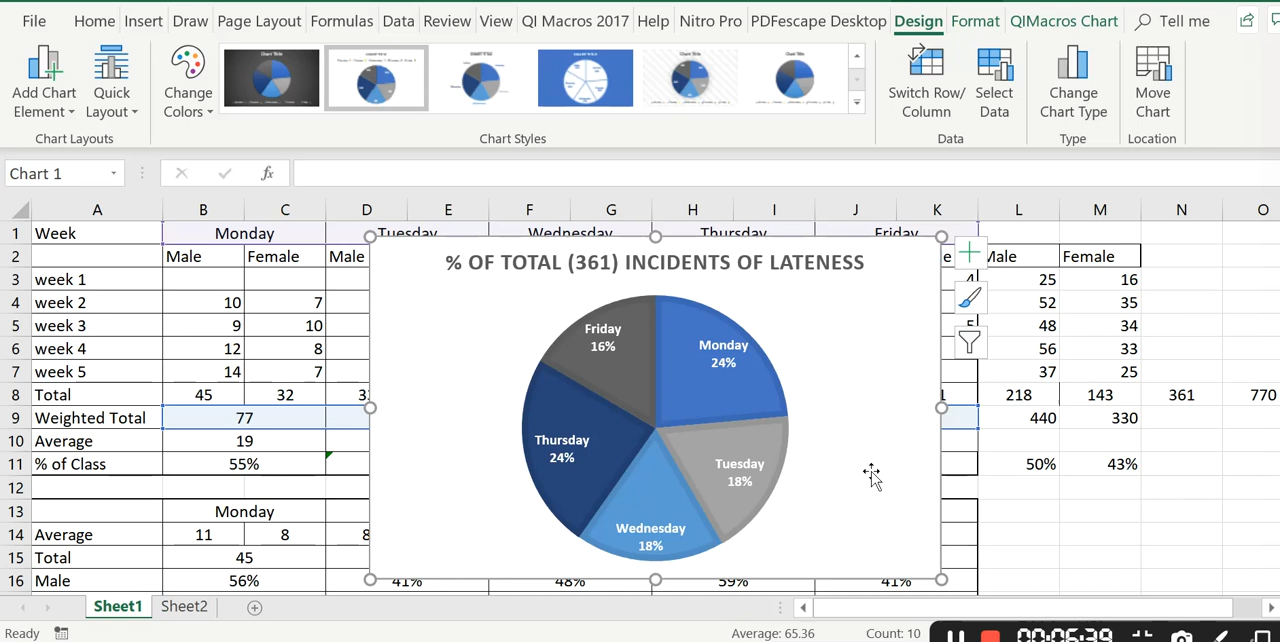 File Home Insert Draw Page Layout Formulas Data Review View QI Macros 2017 Help Nitro Pro PDFescape Desktop Design Format QIMacros Chart Tell me
Add Chart Element Quick Layout Change Colors Switch Row/ Column Select Data Change Chart Type Move Chart
Chart Layouts Chart Styles Data Type Location
Chart 1 fx
A B C D E F G H I J K L M N O
1 Week Monday Tuesday Wednesday Thursday Friday
2 Male Female Male e Male Female
% OF TOTAL (361) INCIDENTS OF LATENESS
3 week 1 4 25 16
4 week 2 10 7 52 35
5 week 3 9 10 5 48 34
6 week 4 12 8 56 33
7 week 5 14 7 37 25
8 Total 45 32 218 143 361 770
9 Weighted Total 77 440 330
10 Average 19
11 % of Class 55% 50% 43%
12
13 Monday
14 Average 11 8 8
15 Total 45
16 Male 56% 41% 48% 59% 41%
Friday
16%
Monday
24%
Thursday
24%
Tuesday
18%
Wednesday
18%
Sheet1 Sheet2
Ready Average: 65.36 Count: 10 00:06:39